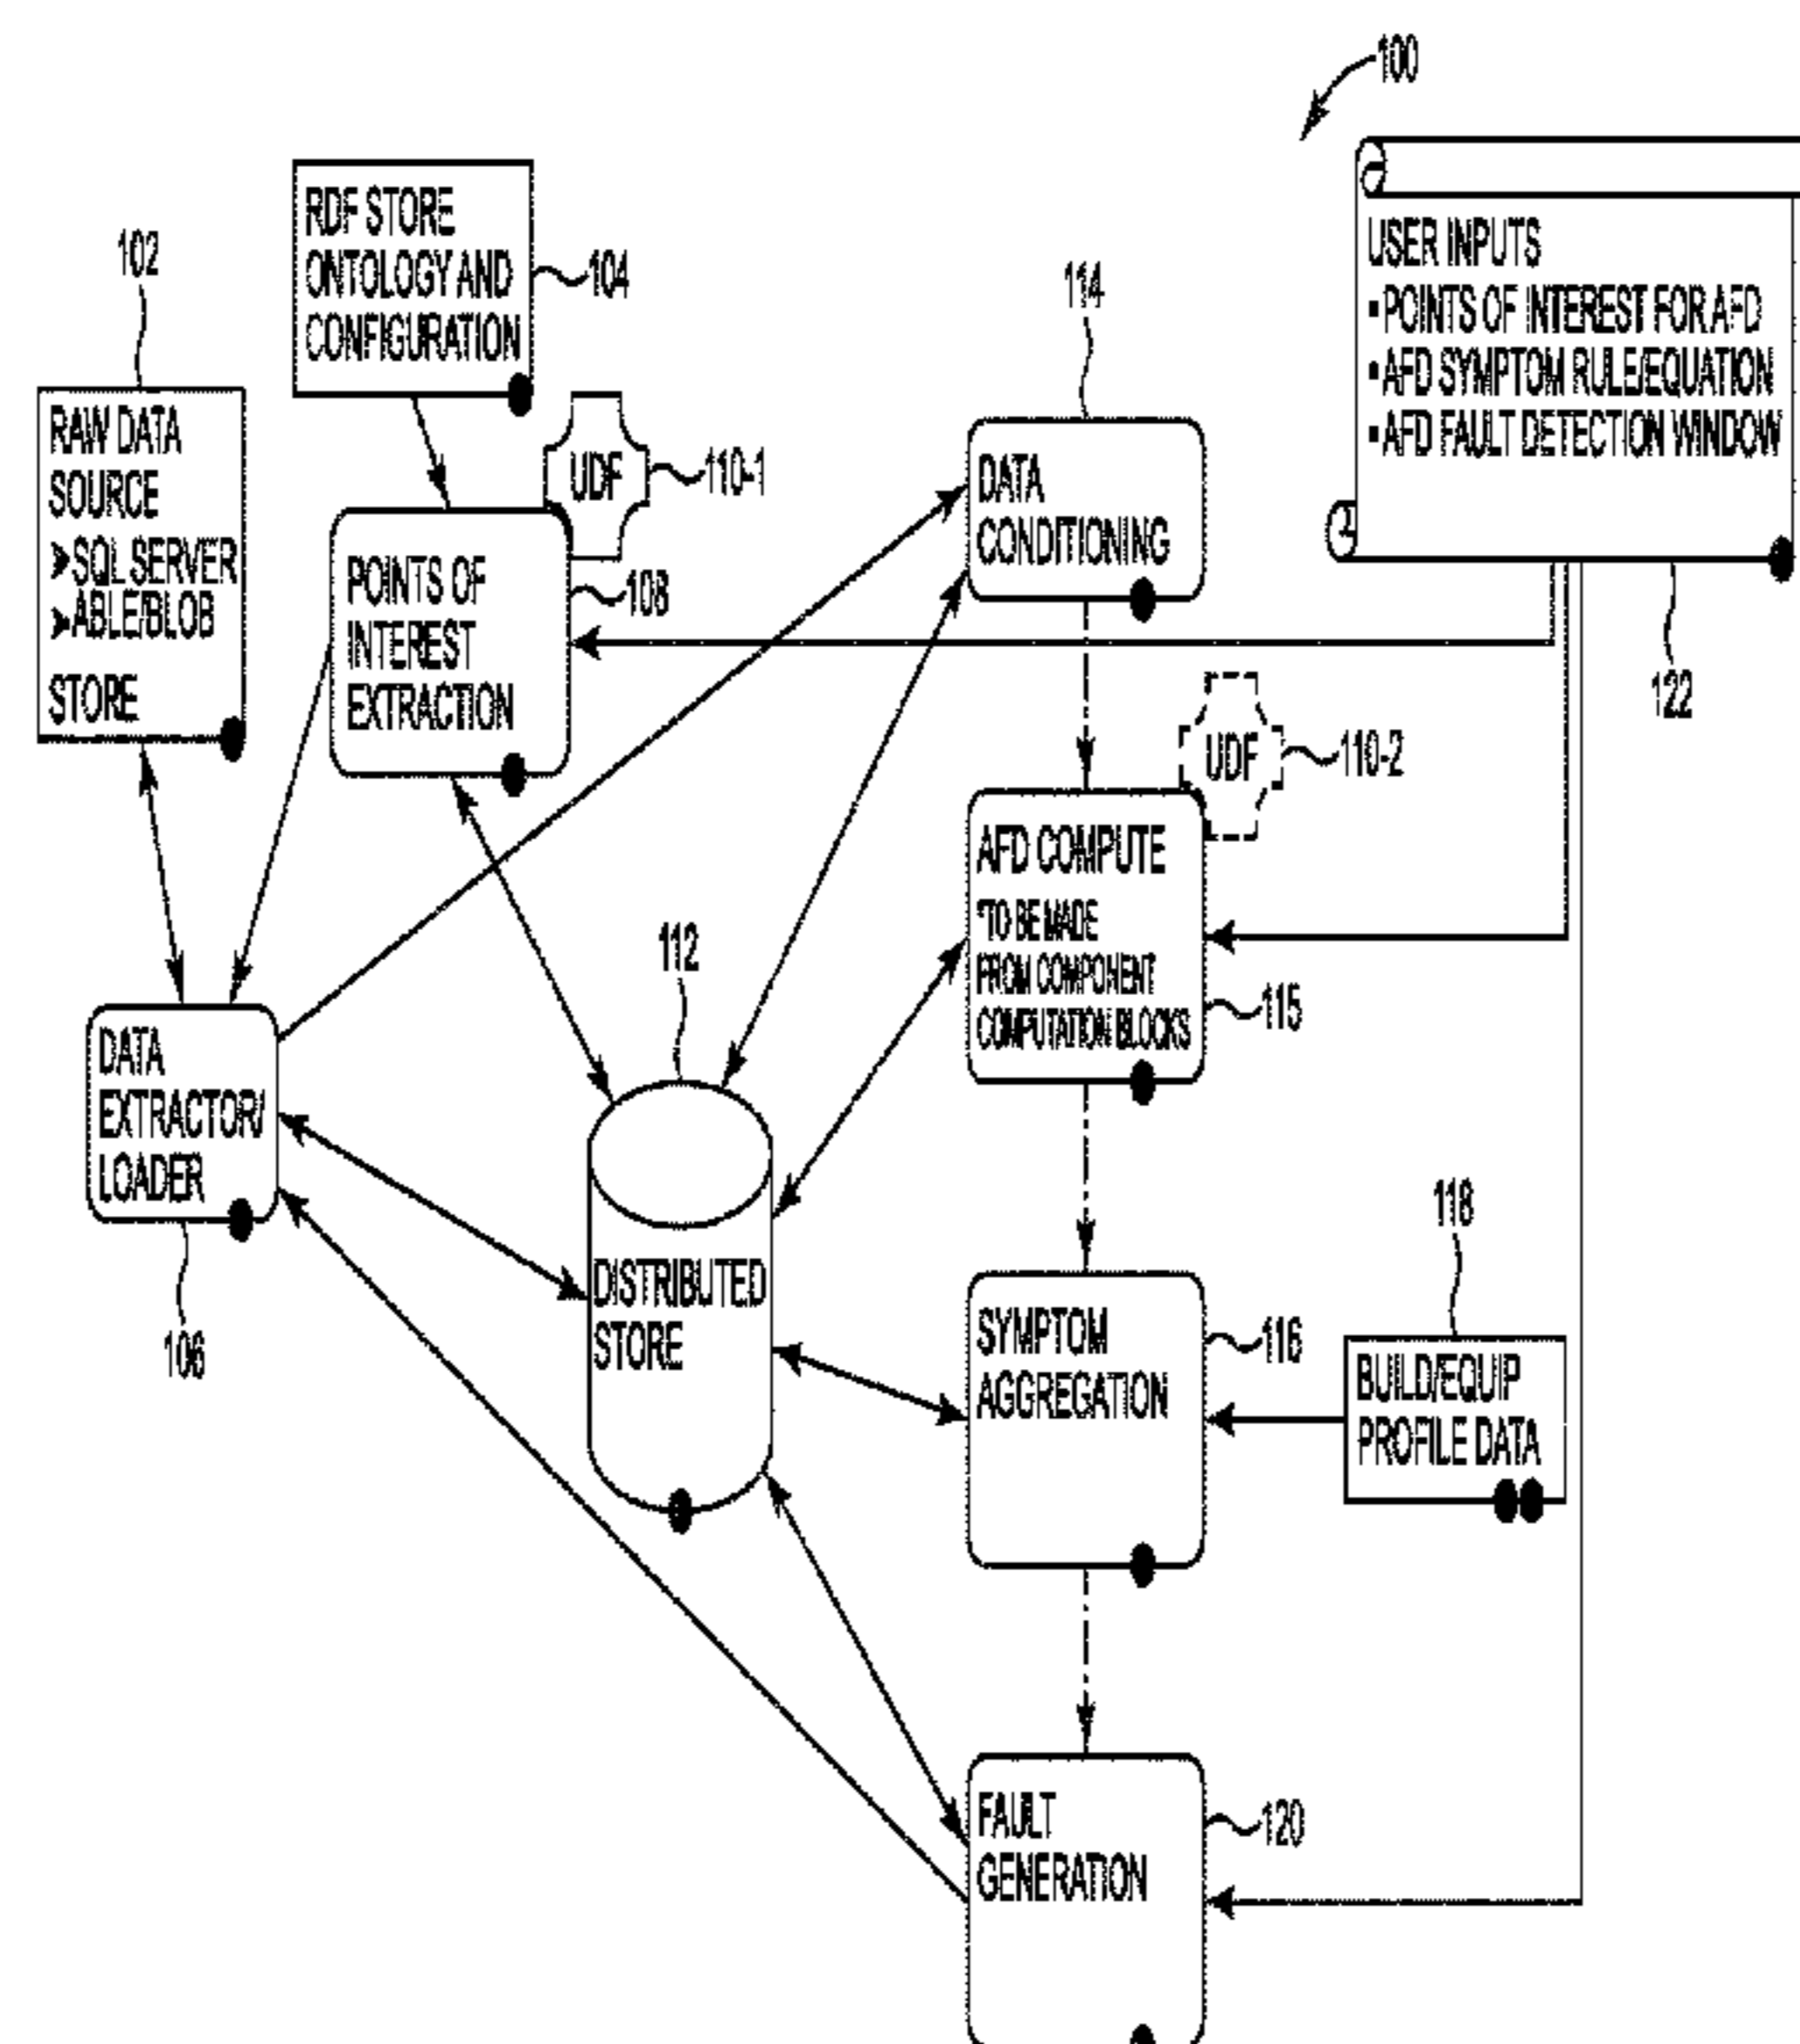 100
RDF STORE
ONTOLOGY AND
CONFIGURATION
104
102
RAW DATA
SOURCE
➤SQL SERVER
➤ABLE/BLOB
STORE
UDF
110-1
POINTS OF
INTEREST
EXTRACTION
108
114
DATA
CONDITIONING
USER INPUTS
▪POINTS OF INTEREST FOR AFD
▪AFD SYMPTOM RULE/EQUATION
▪AFD FAULT DETECTION WINDOW
122
UDF
110-2
AFD COMPUTE
*TO BE MADE
FROM COMPONENT
COMPUTATION BLOCKS
115
112
DATA
EXTRACTOR/
LOADER
106
DISTRIBUTED
STORE
SYMPTOM
AGGREGATION
116
118
BUILD/EQUIP
PROFILE DATA
FAULT
GENERATION
120